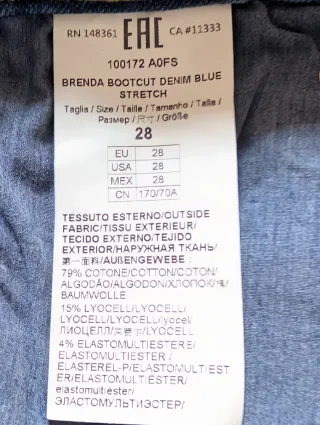 RN 148361 EAC CA #11333
100172 A0FS
BRENDA BOOTCUT DENIM BLUE
STRETCH
Taglia / Size / Taille / Tamanho / Talla /
Размер / 尺寸 / Größe
28
EU 28
USA 28
MEX 28
CN 170/70A
TESSUTO ESTERNO/OUTSIDE
FABRIC/TISSU EXTERIEUR/
TECIDO EXTERNO/TEJIDO
EXTERIOR/НАРУЖНАЯ ТКАНЬ/
第一面料/AUßENGEWEBE :
79% COTONE/COTTON/COTON/
ALGODÃO/ALGODON/ХЛОПОК/棉/
BAUMWOLLE
15% LYOCELL/LYOCELL/
LYOCELL/LYOCELL/lyocel/
ЛИОЦЕЛЛ/莱赛尔/LYOCELL
4% ELASTOMULTIESTERE/
ELASTOMULTIESTER /
ELASTEREL-P/ELASTOMULTIEST
ER/ELASTOMULTIESTER/
elastomultiester/
ЭЛАСТОМУЛЬТИЭСТЕР/